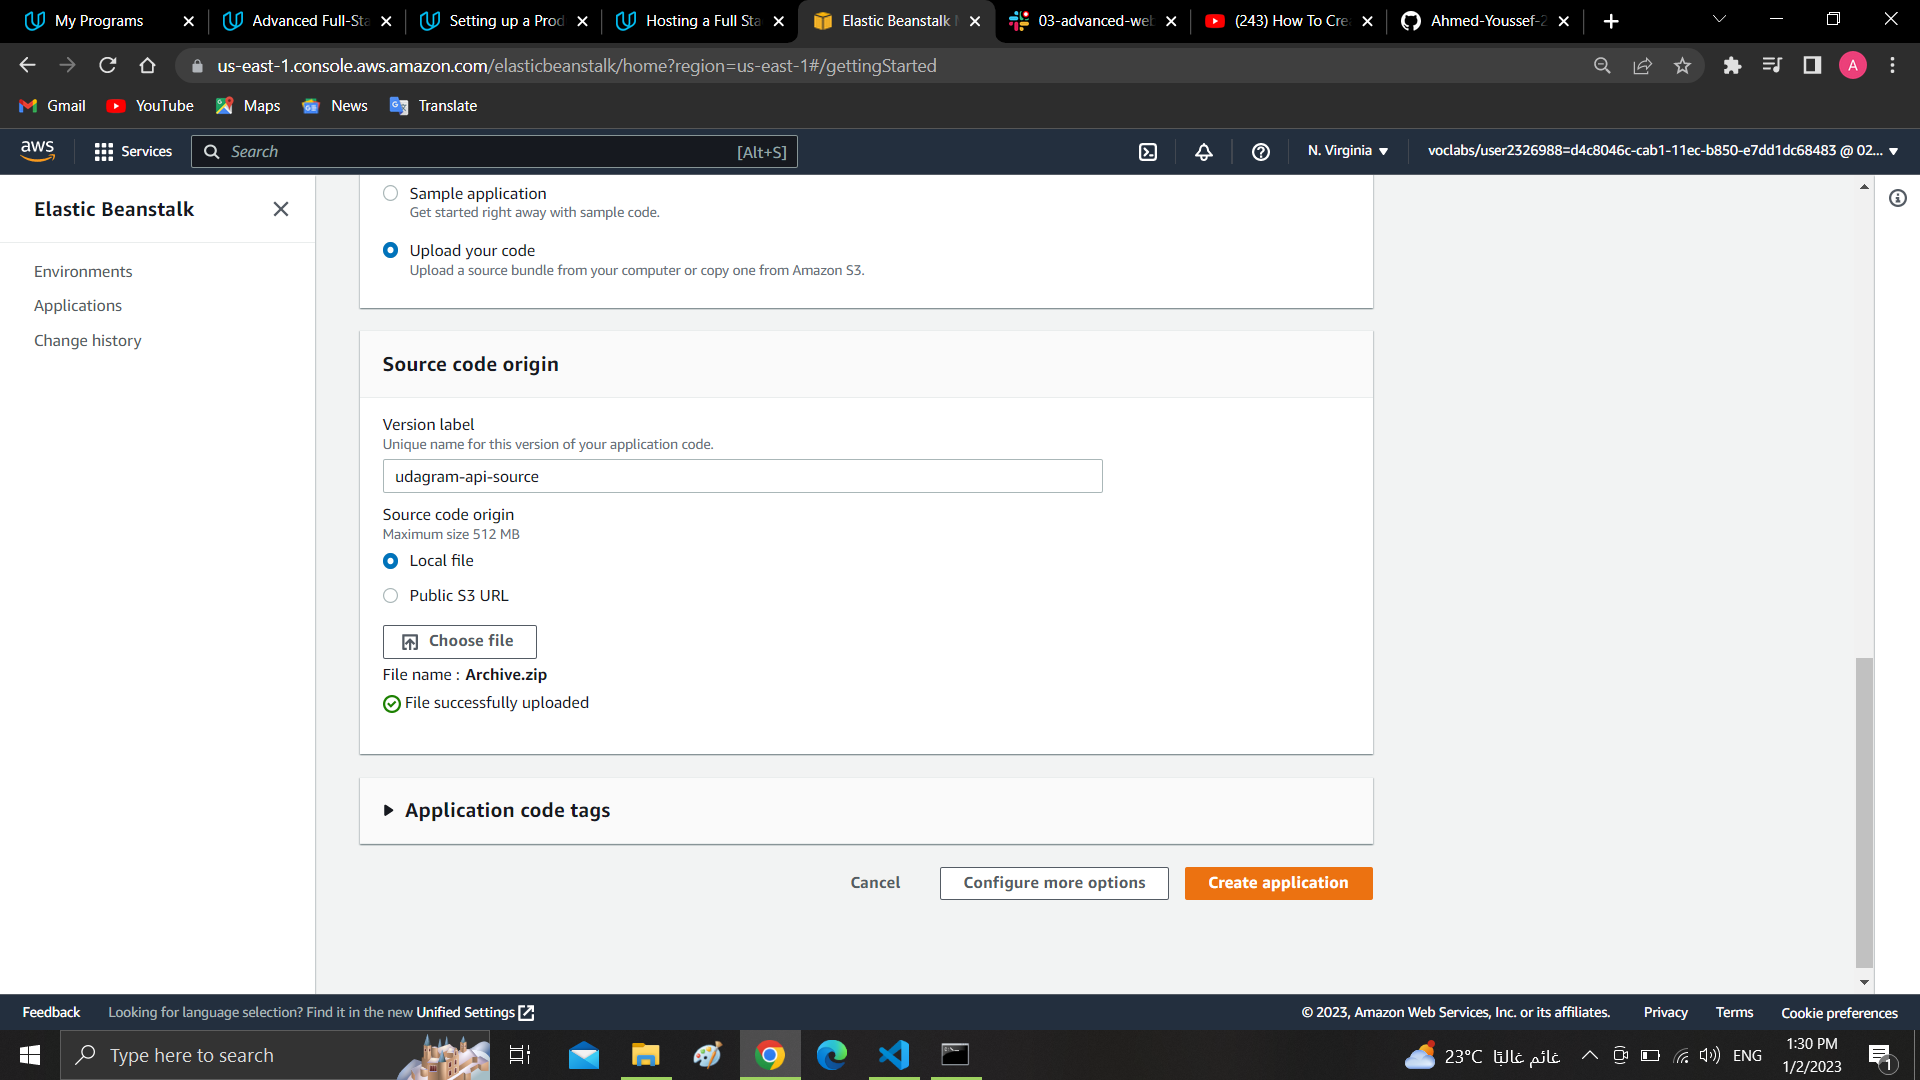 My Programs
Advanced Full-Sta
Setting up a Prod
Hosting a Full Sta
Elastic Beanstalk
03-advanced-web
(243) How To Cre
Ahmed-Youssef-2
us-east-1.console.aws.amazon.com/elasticbeanstalk/home?region=us-east-1#/gettingStarted
A
Gmail
YouTube
Maps
News
Translate
aws
Services
Search
[Alt+S]
N. Virginia
voclabs/user2326988=d4c8046c-cab1-11ec-b850-e7dd1dc68483 @ 02...
Elastic Beanstalk
Environments
Applications
Change history
Sample application
Get started right away with sample code.
Upload your code
Upload a source bundle from your computer or copy one from Amazon S3.
Source code origin
Version label
Unique name for this version of your application code.
udagram-api-source
Source code origin
Maximum size 512 MB
Local file
Public S3 URL
Choose file
File name : Archive.zip
File successfully uploaded
Application code tags
Cancel
Configure more options
Create application
Feedback
Looking for language selection? Find it in the new Unified Settings
© 2023, Amazon Web Services, Inc. or its affiliates.
Privacy
Terms
Cookie preferences
Type here to search
23°C غائم غالبًا
ENG
1:30 PM
1/2/2023
1